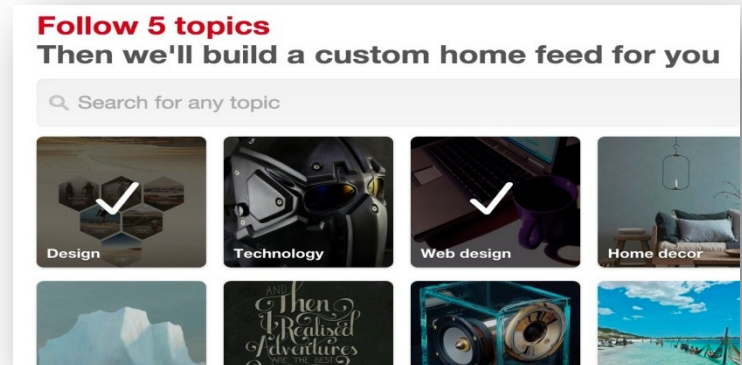 Follow 5 topics
Then we'll build a custom home feed for you
Search for any topic
Design
Technology
Web design
Home decor
AND
Then
I Realised
Adventures
ARE THE BEST